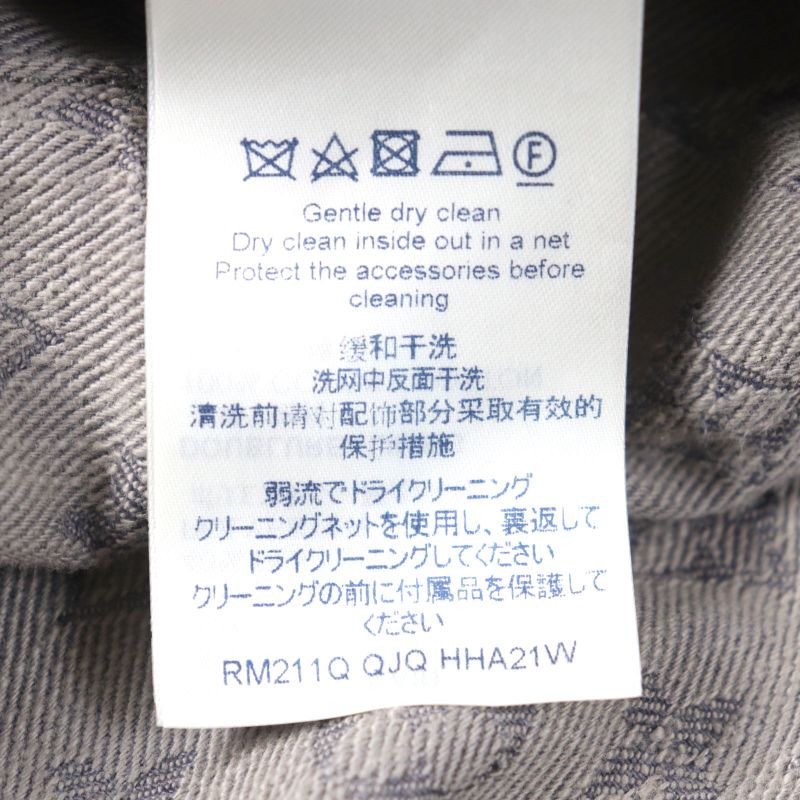 F
Gentle dry clean
Dry clean inside out in a net
Protect the accessories before
cleaning
缓和干洗
洗网中反面干洗
清洗前请对配饰部分采取有效的
保护措施
弱流でドライクリーニング
クリーニングネットを使用し、裏返して
ドライクリーニングしてください
クリーニングの前に付属品を保護して
ください
RM211Q QJQ HHA21W